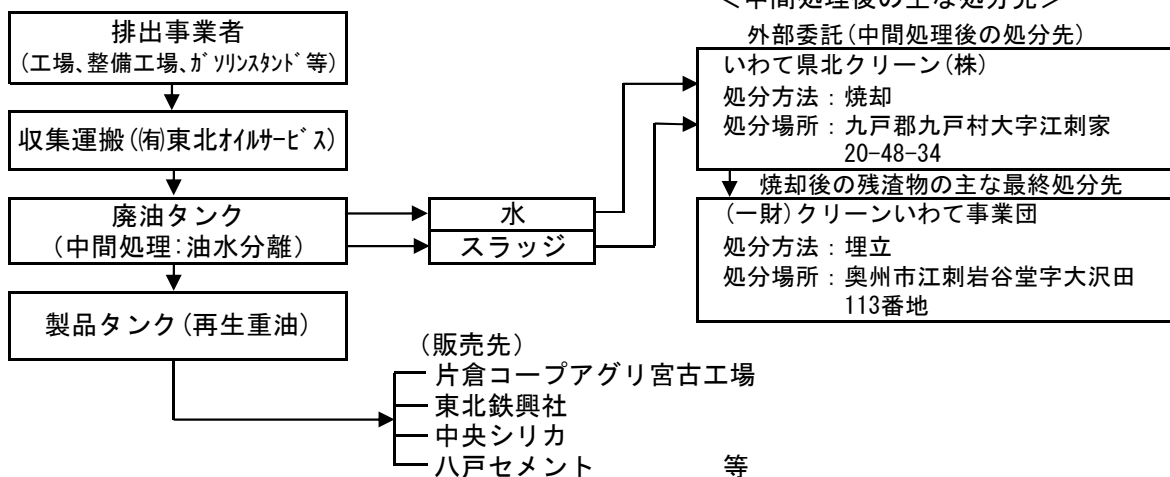 <中間処理後の主な処分先>
排出事業者
(工場、整備工場、ｶﾞｿﾘﾝｽﾀﾝﾄﾞ等)
収集運搬(㈲東北ｵｲﾙｻｰﾋﾞｽ)
廃油タンク
(中間処理:油水分離)
製品タンク(再生重油)
水
スラッジ
外部委託(中間処理後の処分先)
いわて県北クリーン(株)
処分方法：焼却
処分場所：九戸郡九戸村大字江刺家
20-48-34
焼却後の残渣物の主な最終処分先
(一財)クリーンいわて事業団
処分方法：埋立
処分場所：奥州市江刺岩谷堂字大沢田
113番地
(販売先)
片倉コープアグリ宮古工場
東北鉄興社
中央シリカ
八戸セメント 等